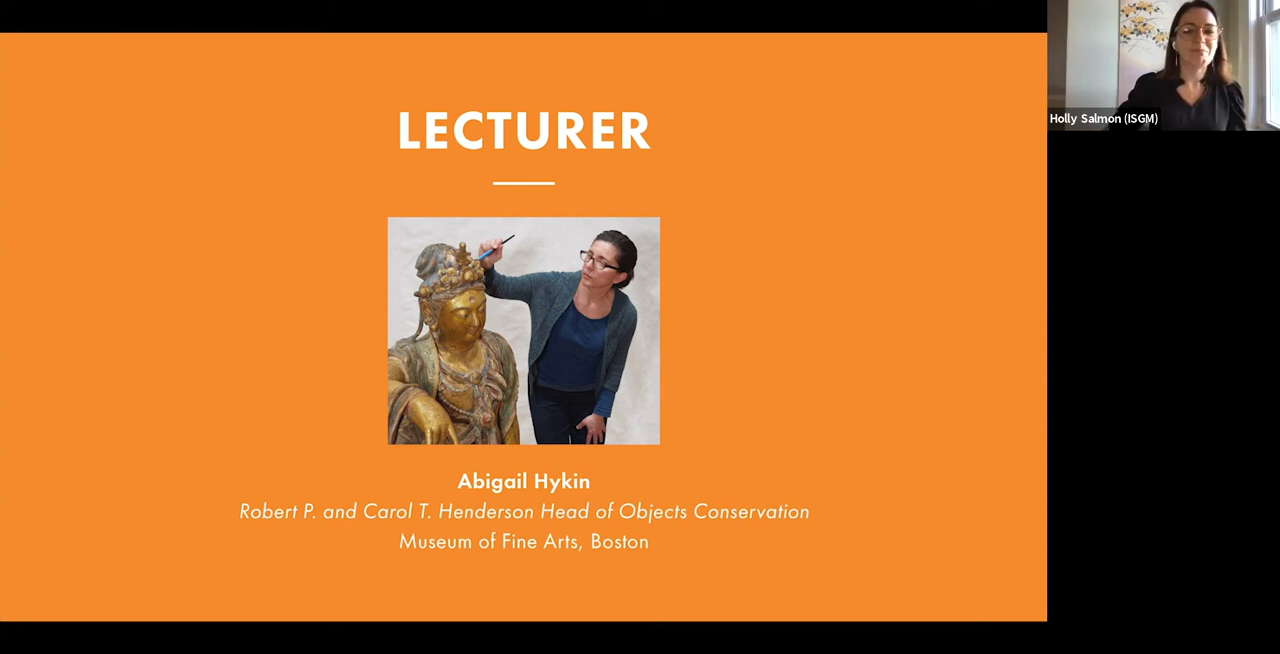 LECTURER
Abigail Hykin
Robert P. and Carol T. Henderson Head of Objects Conservation
Museum of Fine Arts, Boston
Holly Salmon (ISGM)